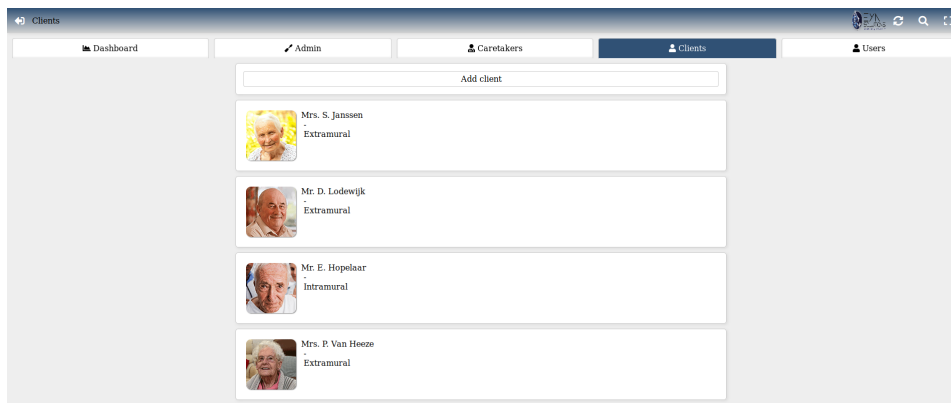 Clients
Dashboard
Admin
Caretakers
Clients
Users
Add client
Mrs. S. Janssen
-
Extramural
Mr. D. Lodewijk
-
Extramural
Mr. E. Hopelaar
-
Intramural
Mrs. P. Van Heeze
-
Extramural